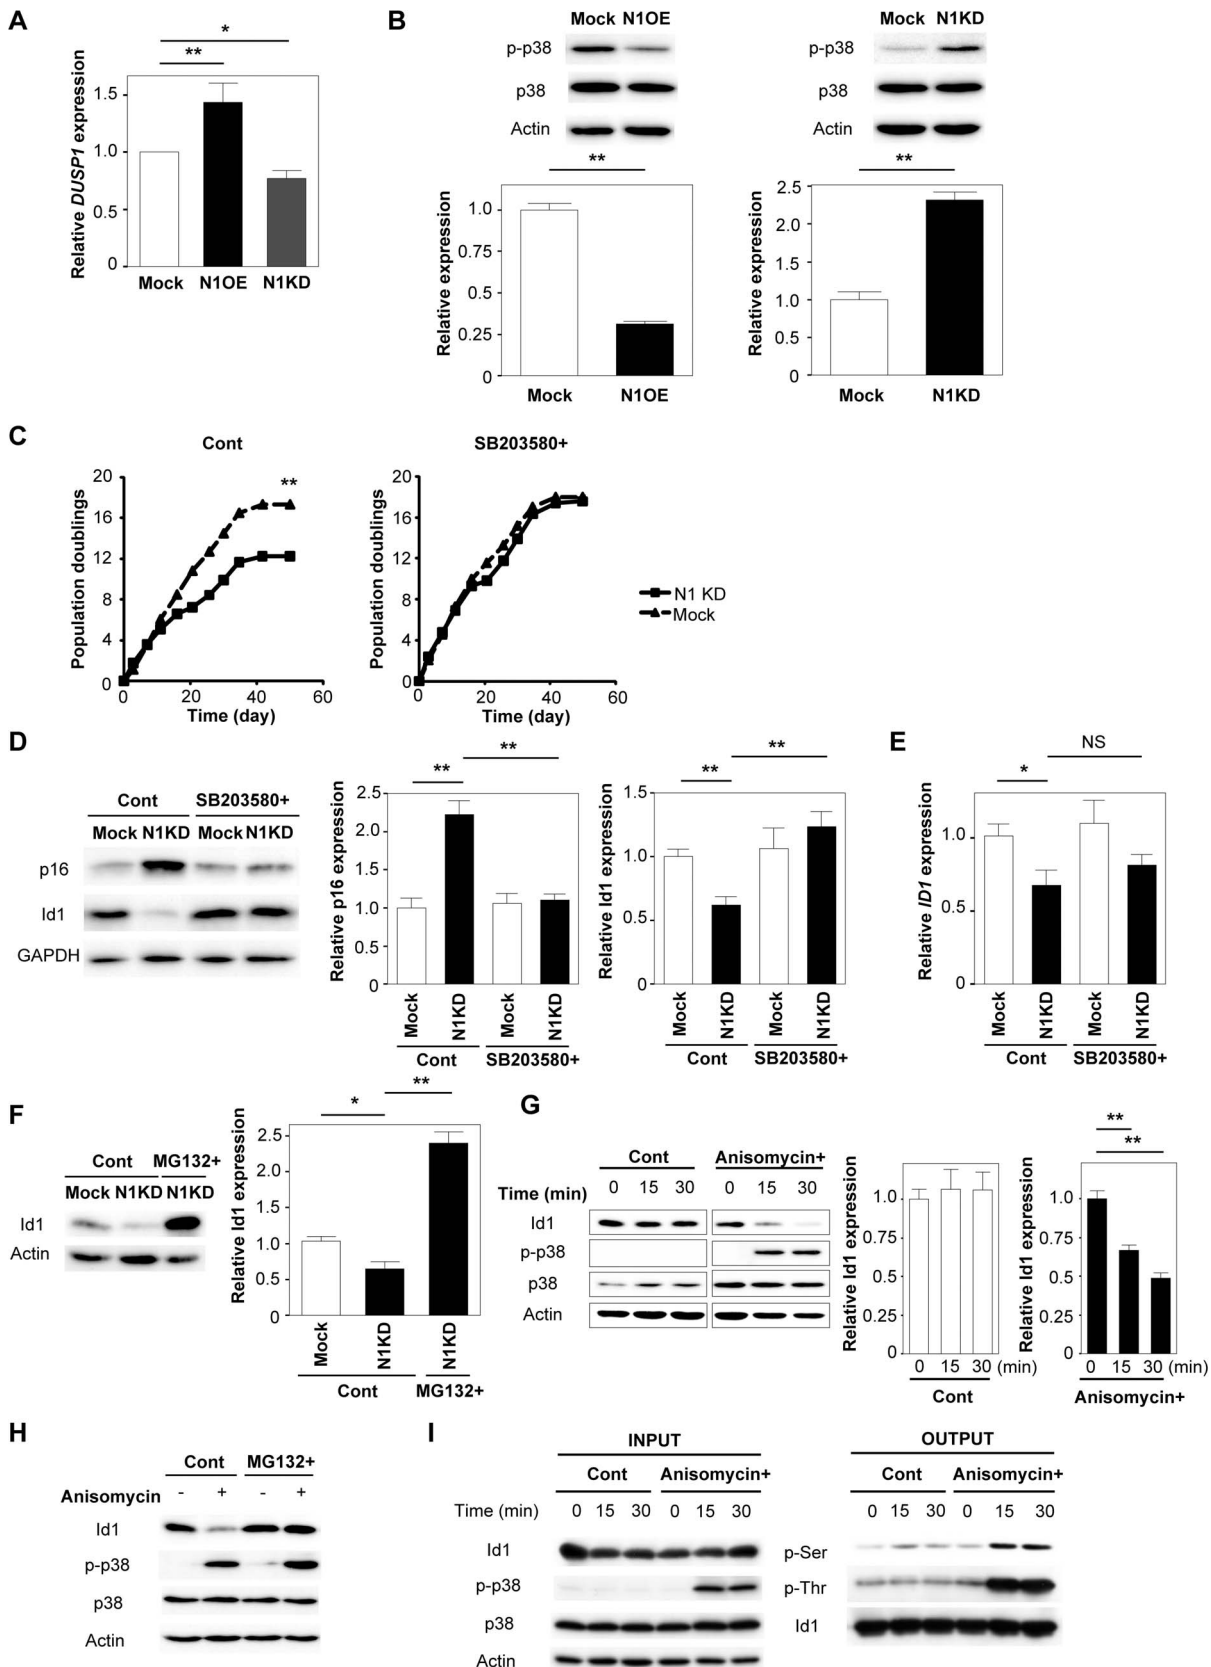 A
*
**
Relative DUSP1 expression
1.5
1.0
0.5
0
Mock N1OE N1KD
B
Mock N1OE
p-p38
p38
Actin
**
Relative expression
1.0
0.75
0.5
0.25
0
Mock N1OE
Mock N1KD
p-p38
p38
Actin
**
Relative expression
2.5
2.0
1.5
1.0
0.5
0
Mock N1KD
C
Cont
Population doublings
20
16
12
8
4
0
**
0 20 40 60
Time (day)
SB203580+
Population doublings
20
16
12
8
4
0
0 20 40 60
Time (day)
N1 KD
Mock
D
Cont SB203580+
Mock N1KD Mock N1KD
p16
Id1
GAPDH
**
**
Relative p16 expression
2.5
2.0
1.5
1.0
0.5
0
Mock N1KD Mock N1KD
Cont SB203580+
**
**
Relative Id1 expression
1.5
1.0
0.5
0
Mock N1KD Mock N1KD
Cont SB203580+
E
NS
*
Relative ID1 expression
1.0
0.5
0
Mock N1KD Mock N1KD
Cont SB203580+
F
Cont MG132+
Mock N1KD N1KD
Id1
Actin
**
*
Relative Id1 expression
2.5
2.0
1.5
1.0
0.5
0
Mock N1KD N1KD
Cont MG132+
G
Cont Anisomycin+
Time (min) 0 15 30 0 15 30
Id1
p-p38
p38
Actin
Relative Id1 expression
1.0
0.75
0.5
0.25
0
0 15 30 (min)
Cont
**
**
Relative Id1 expression
1.0
0.75
0.5
0.25
0
0 15 30 (min)
Anisomycin+
H
Cont MG132+
Anisomycin - + - +
Id1
p-p38
p38
Actin
I
INPUT
Cont Anisomycin+
Time (min) 0 15 30 0 15 30
Id1
p-p38
p38
Actin
OUTPUT
Cont Anisomycin+
0 15 30 0 15 30
p-Ser
p-Thr
Id1